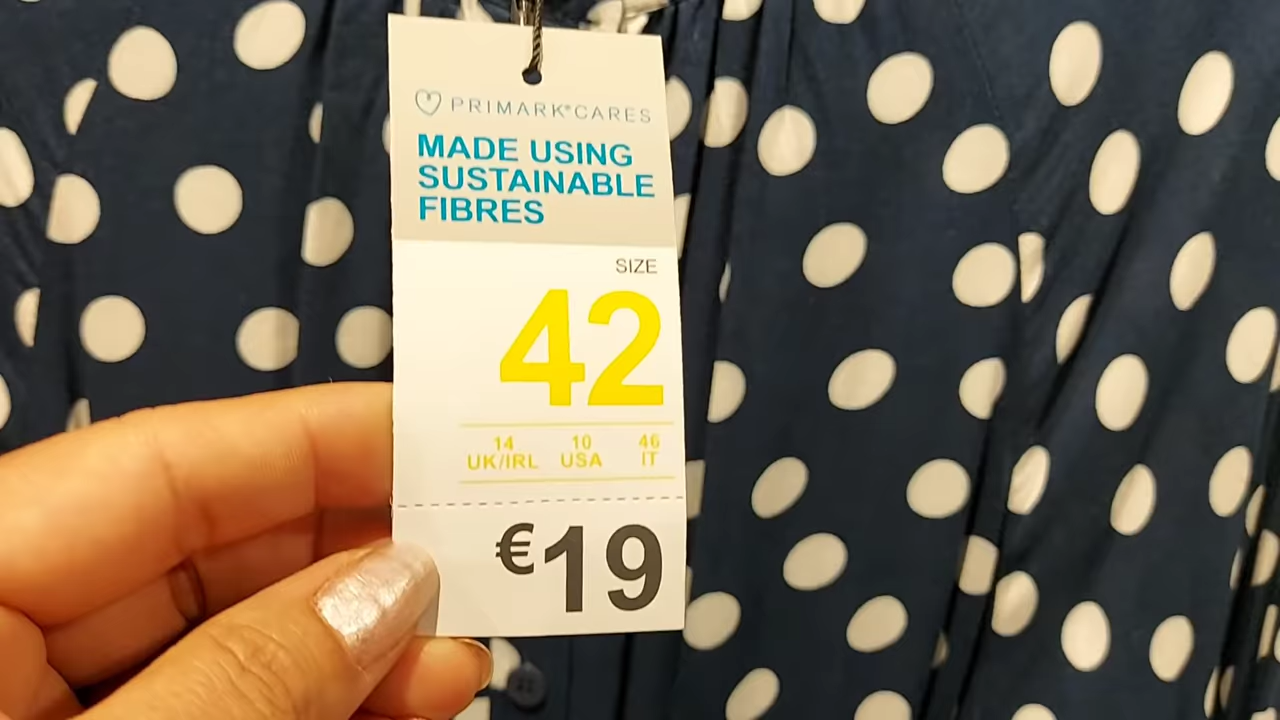 PRIMARK®CARES
MADE USING
SUSTAINABLE
FIBRES
SIZE
42
14 10 46
UK/IRL USA IT
€19